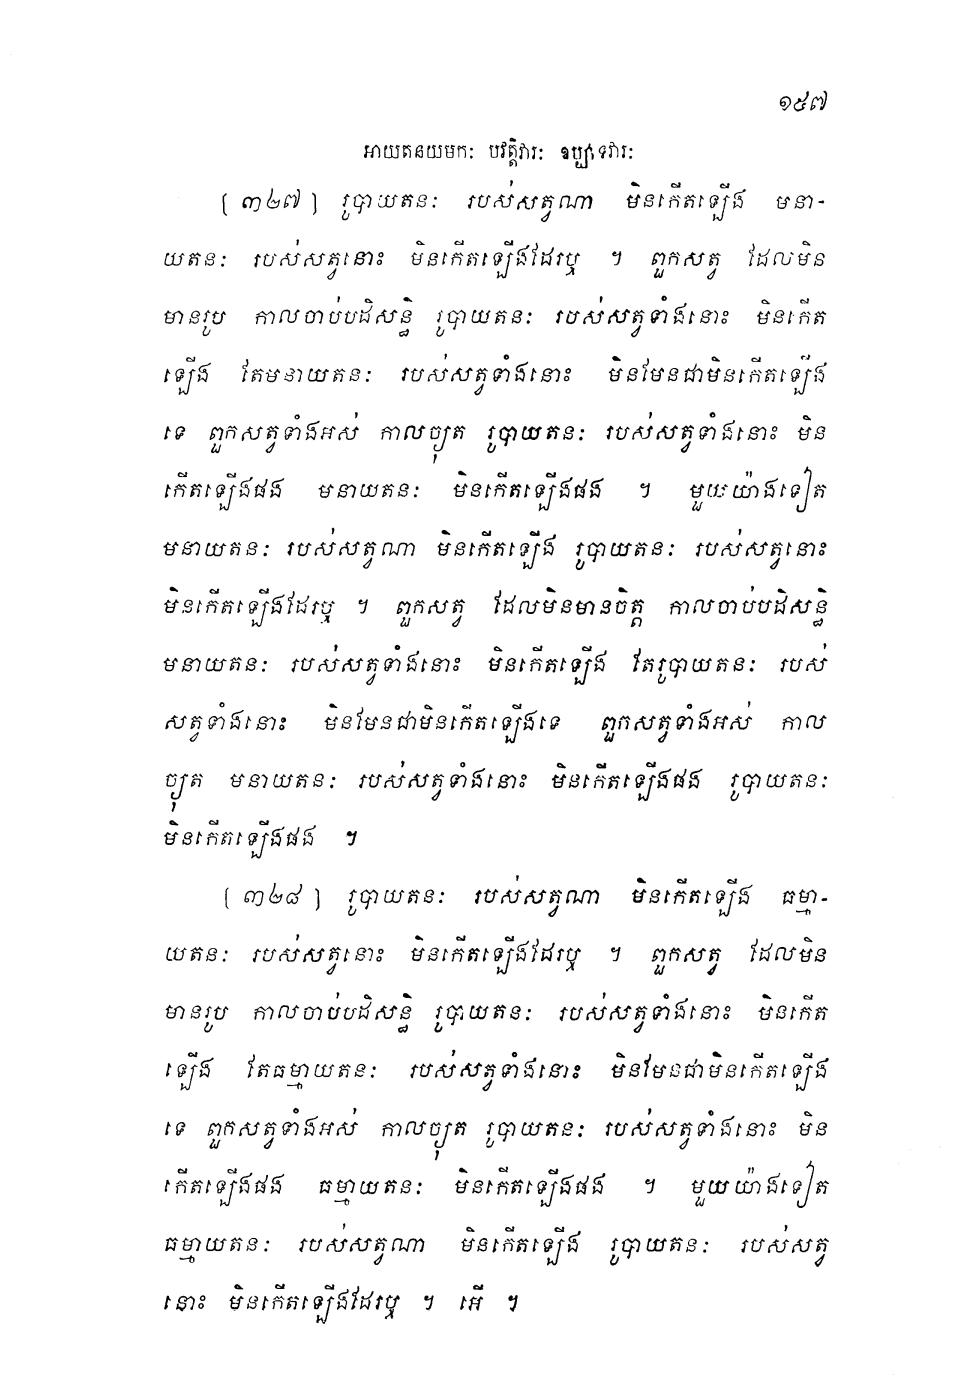 ១៥៧
អាយតនយមកៈ បវត្តិវារៈ ឧប្បាទវារៈ
[ ៣២៧ ] រូបាយតនៈ របស់សត្វណា មិនកើតឡើង មនា-
យតនៈ របស់សត្វនោះ មិនកើតឡើងដែរឬ ។ ពួកសត្វ ដែលមិន
មានរូប កាលចាប់បដិសន្ធិ រូបាយតនៈ របស់សត្វទាំងនោះ មិនកើត
ឡើង តែមនាយតនៈ របស់សត្វទាំងនោះ មិនមែនជាមិនកើតឡើង
ទេ ពួកសត្វទាំងអស់ កាលច្យុត រូបាយតនៈ របស់សត្វទាំងនោះ មិន
កើតឡើងផង មនាយតនៈ មិនកើតឡើងផង ។ មួយយ៉ាងទៀត
មនាយតនៈ របស់សត្វណា មិនកើតឡើង រូបាយតនៈ របស់សត្វនោះ
មិនកើតឡើងដែរឬ ។ ពួកសត្វ ដែលមិនមានចិត្ត កាលចាប់បដិសន្ធិ
មនាយតនៈ របស់សត្វទាំងនោះ មិនកើតឡើង តែរូបាយតនៈ របស់
សត្វទាំងនោះ មិនមែនជាមិនកើតឡើងទេ ពួកសត្វទាំងអស់ កាល
ច្យុត មនាយតនៈ របស់សត្វទាំងនោះ មិនកើតឡើងផង រូបាយតនៈ
មិនកើតឡើងផង ។
[ ៣២៨ ] រូបាយតនៈ របស់សត្វណា មិនកើតឡើង ធម្មា-
យតនៈ របស់សត្វនោះ មិនកើតឡើងដែរឬ ។ ពួកសត្វ ដែលមិន
មានរូប កាលចាប់បដិសន្ធិ រូបាយតនៈ របស់សត្វទាំងនោះ មិនកើត
ឡើង តែធម្មាយតនៈ របស់សត្វទាំងនោះ មិនមែនជាមិនកើតឡើង
ទេ ពួកសត្វទាំងអស់ កាលច្យុត រូបាយតនៈ របស់សត្វទាំងនោះ មិន
កើតឡើងផង ធម្មាយតនៈ មិនកើតឡើងផង ។ មួយយ៉ាងទៀត
ធម្មាយតនៈ របស់សត្វណា មិនកើតឡើង រូបាយតនៈ របស់សត្វ
នោះ មិនកើតឡើងដែរឬ ។ អើ ។